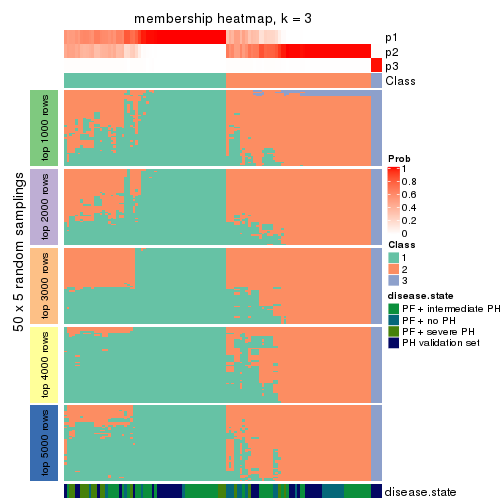 membership heatmap, k = 3
p1
p2
p3
Class
50 x 5 random samplings
top 1000 rows
top 2000 rows
top 3000 rows
top 4000 rows
top 5000 rows
Prob
1
0.8
0.6
0.4
0.2
0
Class
1
2
3
disease.state
PF + intermediate PH
PF + no PH
PF + severe PH
PH validation set
disease.state